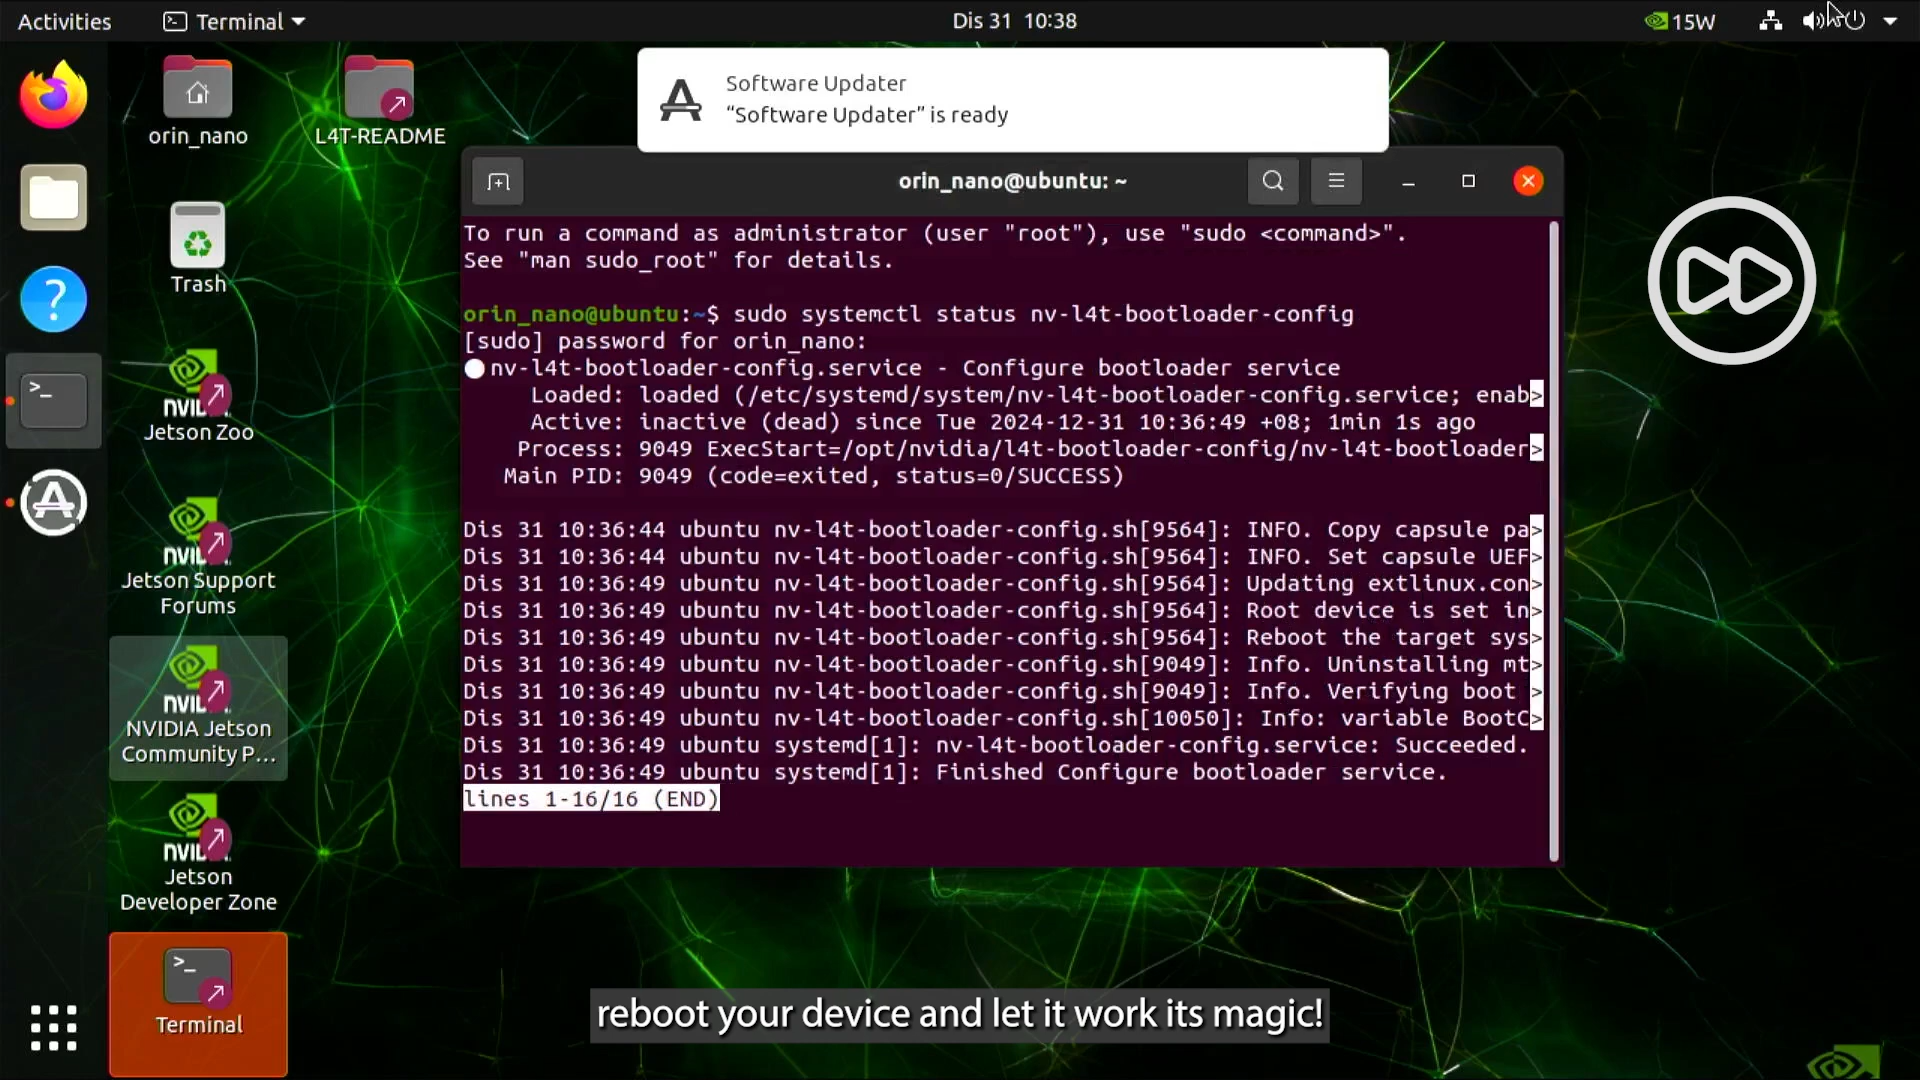 Activities
Terminal
Dis 31 10:38
15W
Software Updater
“Software Updater” is ready
orin_nano
L4T-README
Trash
NVIDIA
Jetson Zoo
Jetson Support
Forums
NVIDIA Jetson
Community P...
Jetson
Developer Zone
Terminal
orin_nano@ubuntu: ~
To run a command as administrator (user "root"), use "sudo <command>".
See "man sudo_root" for details.
orin_nano@ubuntu:~$ sudo systemctl status nv-l4t-bootloader-config
[sudo] password for orin_nano:
nv-l4t-bootloader-config.service - Configure bootloader service
Loaded: loaded (/etc/systemd/system/nv-l4t-bootloader-config.service; enab>
Active: inactive (dead) since Tue 2024-12-31 10:36:49 +08; 1min 1s ago
Process: 9049 ExecStart=/opt/nvidia/l4t-bootloader-config/nv-l4t-bootloader>
Main PID: 9049 (code=exited, status=0/SUCCESS)
Dis 31 10:36:44 ubuntu nv-l4t-bootloader-config.sh[9564]: INFO. Copy capsule pa>
Dis 31 10:36:44 ubuntu nv-l4t-bootloader-config.sh[9564]: INFO. Set capsule UEF>
Dis 31 10:36:49 ubuntu nv-l4t-bootloader-config.sh[9564]: Updating extlinux.con>
Dis 31 10:36:49 ubuntu nv-l4t-bootloader-config.sh[9564]: Root device is set in>
Dis 31 10:36:49 ubuntu nv-l4t-bootloader-config.sh[9564]: Reboot the target sys>
Dis 31 10:36:49 ubuntu nv-l4t-bootloader-config.sh[9049]: Info. Uninstalling mt>
Dis 31 10:36:49 ubuntu nv-l4t-bootloader-config.sh[9049]: Info. Verifying boot >
Dis 31 10:36:49 ubuntu nv-l4t-bootloader-config.sh[10050]: Info: variable BootC>
Dis 31 10:36:49 ubuntu systemd[1]: nv-l4t-bootloader-config.service: Succeeded.
Dis 31 10:36:49 ubuntu systemd[1]: Finished Configure bootloader service.
lines 1-16/16 (END)
reboot your device and let it work its magic!